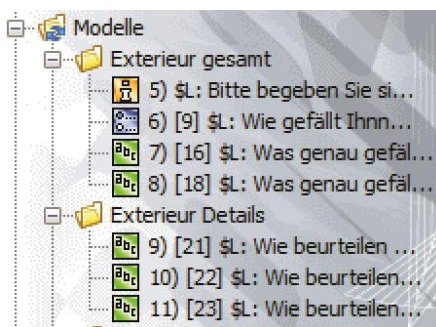 Modelle
Exterieur gesamt
5) $L: Bitte begeben Sie si...
6) [9] $L: Wie gefällt Ihnn...
7) [16] $L: Was genau gefäl...
8) [18] $L: Was genau gefäl...
Exterieur Details
9) [21] $L: Wie beurteilen ...
10) [22] $L: Wie beurteilen...
11) [23] $L: Wie beurteilen...